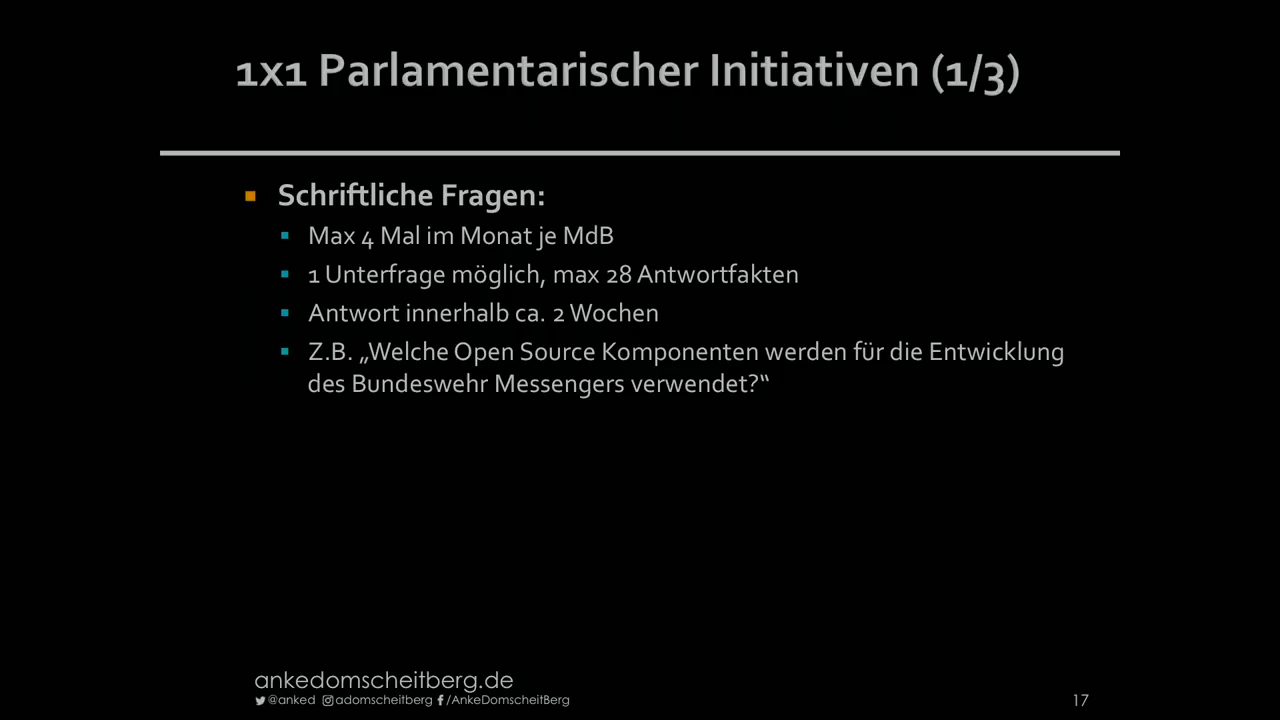 1x1 Parlamentarischer Initiativen (1/3)
Schriftliche Fragen:
Max 4 Mal im Monat je MdB
1 Unterfrage möglich, max 28 Antwortfakten
Antwort innerhalb ca. 2 Wochen
Z.B. „Welche Open Source Komponenten werden für die Entwicklung
des Bundeswehr Messengers verwendet?“
ankedomscheitberg.de
@anked adomscheitberg /AnkeDomscheitBerg
17